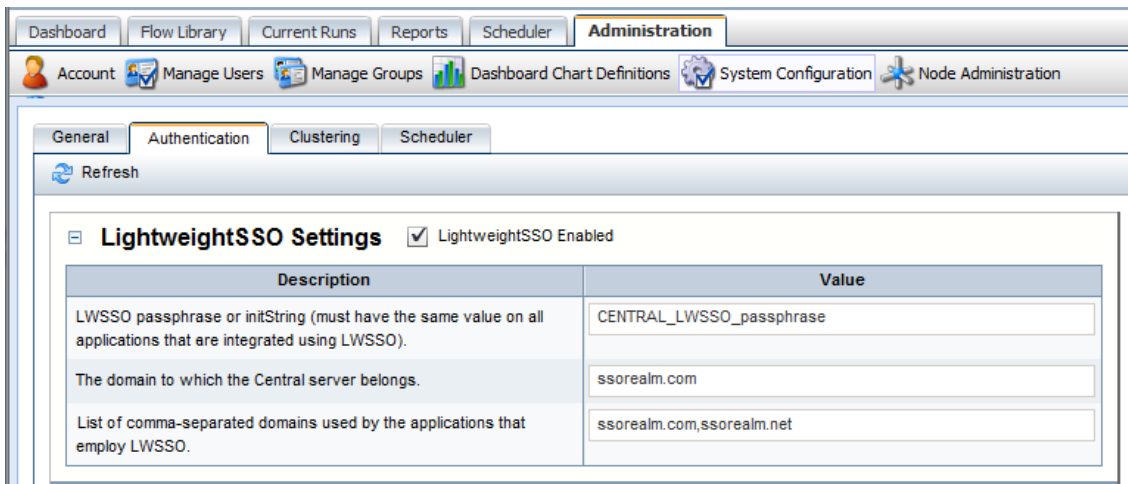 Dashboard Flow Library Current Runs Reports Scheduler Administration
Account Manage Users Manage Groups Dashboard Chart Definitions System Configuration Node Administration
General Authentication Clustering Scheduler
Refresh
LightweightSSO Settings LightweightSSO Enabled
Description Value
LWSSO passphrase or initString (must have the same value on all
applications that are integrated using LWSSO).
CENTRAL_LWSSO_passphrase
The domain to which the Central server belongs.
ssorealm.com
List of comma-separated domains used by the applications that
employ LWSSO.
ssorealm.com,ssorealm.net